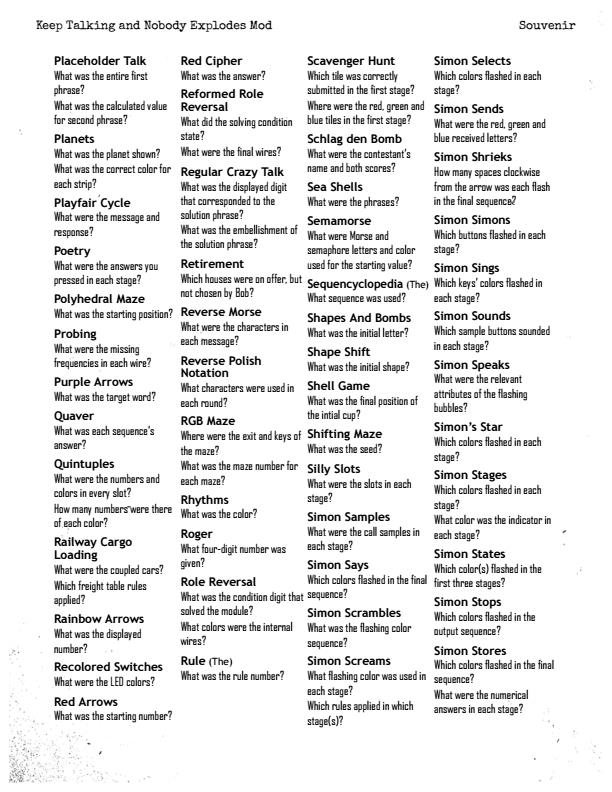 Keep Talking and Nobody Explodes Mod
Souvenir
Placeholder Talk
What was the entire first
phrase?
What was the calculated value
for second phrase?
Planets
What was the planet shown?
What was the correct color for
each strip?
Playfair Cycle
What were the message and
response?
Poetry
What were the answers you
pressed in each stage?
Polyhedral Maze
What was the starting position?
Probing
What were the missing
frequencies in each wire?
Purple Arrows
What was the target word?
Quaver
What was each sequence's
answer?
Quintuples
What were the numbers and
colors in every slot?
How many numbers were there
of each color?
Railway Cargo
Loading
What were the coupled cars?
Which freight table rules
applied?
Rainbow Arrows
What was the displayed
number?
Recolored Switches
What were the LED colors?
Red Arrows
What was the starting number?
Red Cipher
What was the answer?
Reformed Role
Reversal
What did the solving condition
state?
What were the final wires?
Regular Crazy Talk
What was the displayed digit
that corresponded to the
solution phrase?
What was the embellishment of
the solution phrase?
Retirement
Which houses were on offer, but
not chosen by Bob?
Reverse Morse
What were the characters in
each message?
Reverse Polish
Notation
What characters were used in
each round?
RGB Maze
Where were the exit and keys of
the maze?
What was the maze number for
each maze?
Rhythms
What was the color?
Roger
What four-digit number was
given?
Role Reversal
What was the condition digit that
solved the module?
What colors were the internal
wires?
Rule (The)
What was the rule number?
Scavenger Hunt
Which tile was correctly
submitted in the first stage?
Where were the red, green and
blue tiles in the first stage?
Schlag den Bomb
What were the contestant's
name and both scores?
Sea Shells
What were the phrases?
Semamorse
What were Morse and
semaphore letters and color
used for the starting value?
Sequencyclopedia (The)
What sequence was used?
Shapes And Bombs
What was the initial letter?
Shape Shift
What was the initial shape?
Shell Game
What was the final position of
the intial cup?
Shifting Maze
What was the seed?
Silly Slots
What were the slots in each
stage?
Simon Samples
What were the call samples in
each stage?
Simon Says
Which colors flashed in the final
sequence?
Simon Scrambles
What was the flashing color
sequence?
Simon Screams
What flashing color was used in
each stage?
Which rules applied in which
stage(s)?
Simon Selects
Which colors flashed in each
stage?
Simon Sends
What were the red, green and
blue received letters?
Simon Shrieks
How many spaces clockwise
from the arrow was each flash
in the final sequence?
Simon Simons
Which buttons flashed in each
stage?
Simon Sings
Which keys' colors flashed in
each stage?
Simon Sounds
Which sample buttons sounded
in each stage?
Simon Speaks
What were the relevant
attributes of the flashing
bubbles?
Simon's Star
Which colors flashed in each
stage?
Simon Stages
Which colors flashed in each
stage?
What color was the indicator in
each stage?
Simon States
Which color(s) flashed in the
first three stages?
Simon Stops
Which colors flashed in the
output sequence?
Simon Stores
Which colors flashed in the final
sequence?
What were the numerical
answers in each stage?